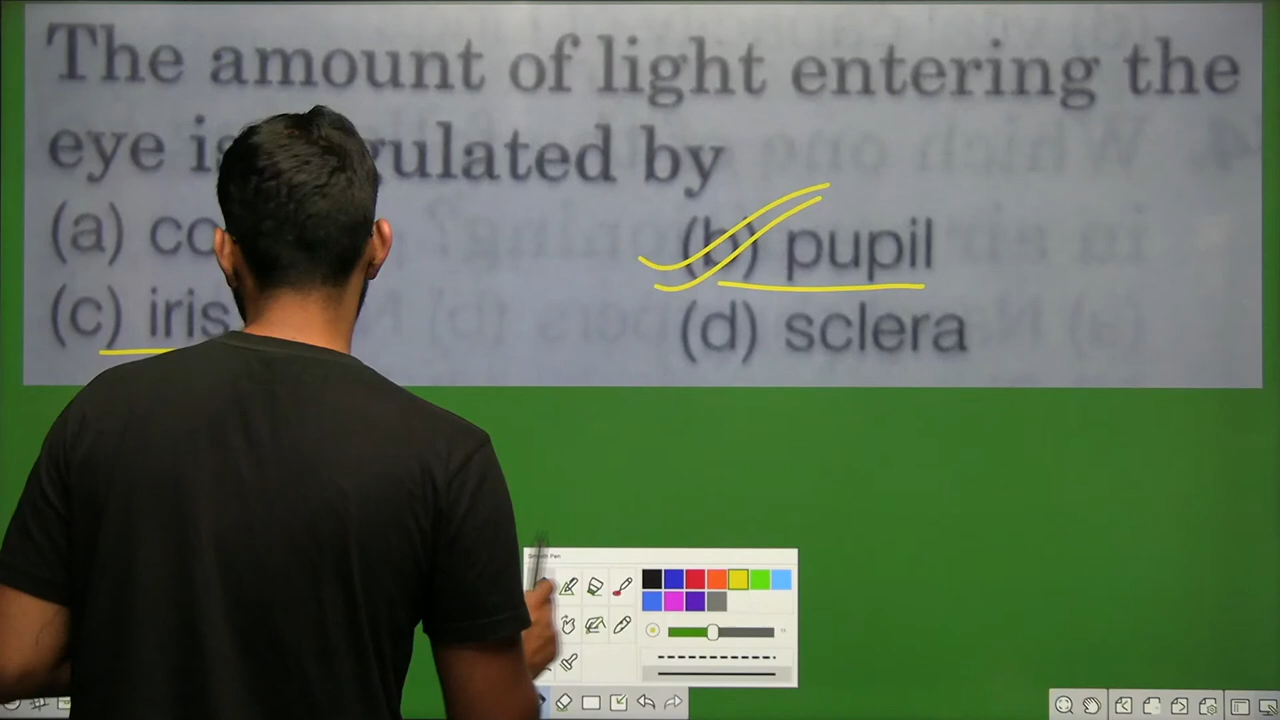 The amount of light entering the
eye is gulated by
(a) co
(b) pupil
(c) iris
(d) sclera